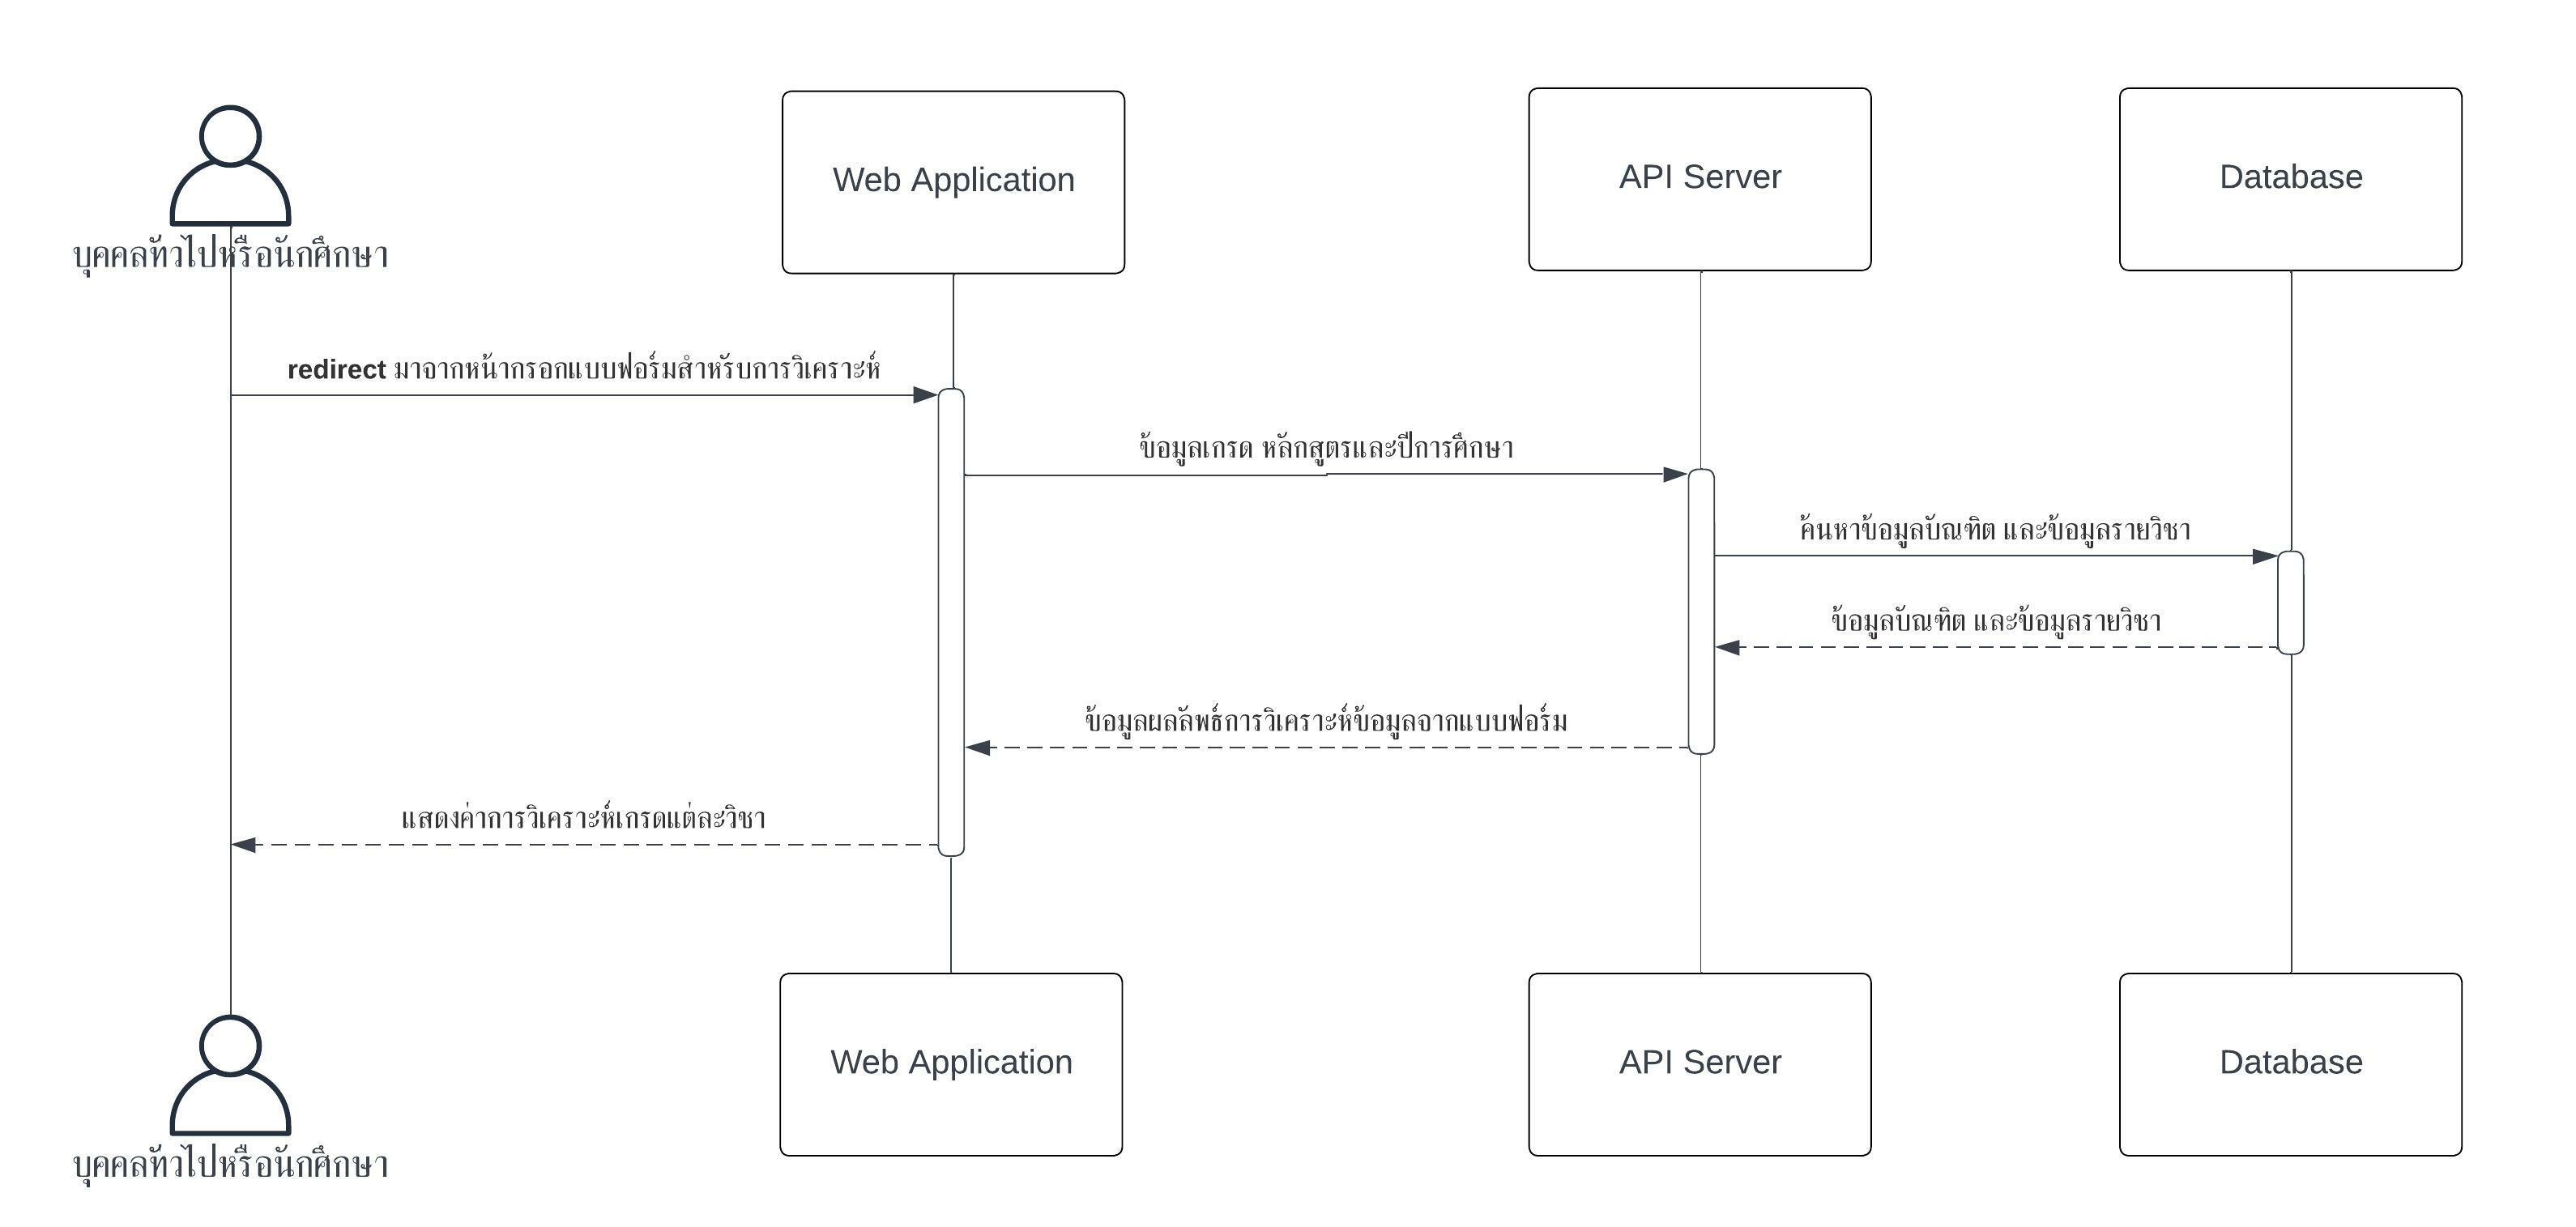 Web Application
API Server
Database
บุคคลทั่วไปหรือนักศึกษา
redirect มาจากหน้ากรอกแบบฟอร์มสำหรับการวิเคราะห์
ข้อมูลเกรด หลักสูตรและปีการศึกษา
ค้นหาข้อมูลบัณฑิต และข้อมูลรายวิชา
ข้อมูลบัณฑิต และข้อมูลรายวิชา
ข้อมูลผลลัพธ์การวิเคราะห์ข้อมูลจากแบบฟอร์ม
แสดงค่าการวิเคราะห์เกรดแต่ละวิชา
Web Application
API Server
Database
บุคคลทั่วไปหรือนักศึกษา